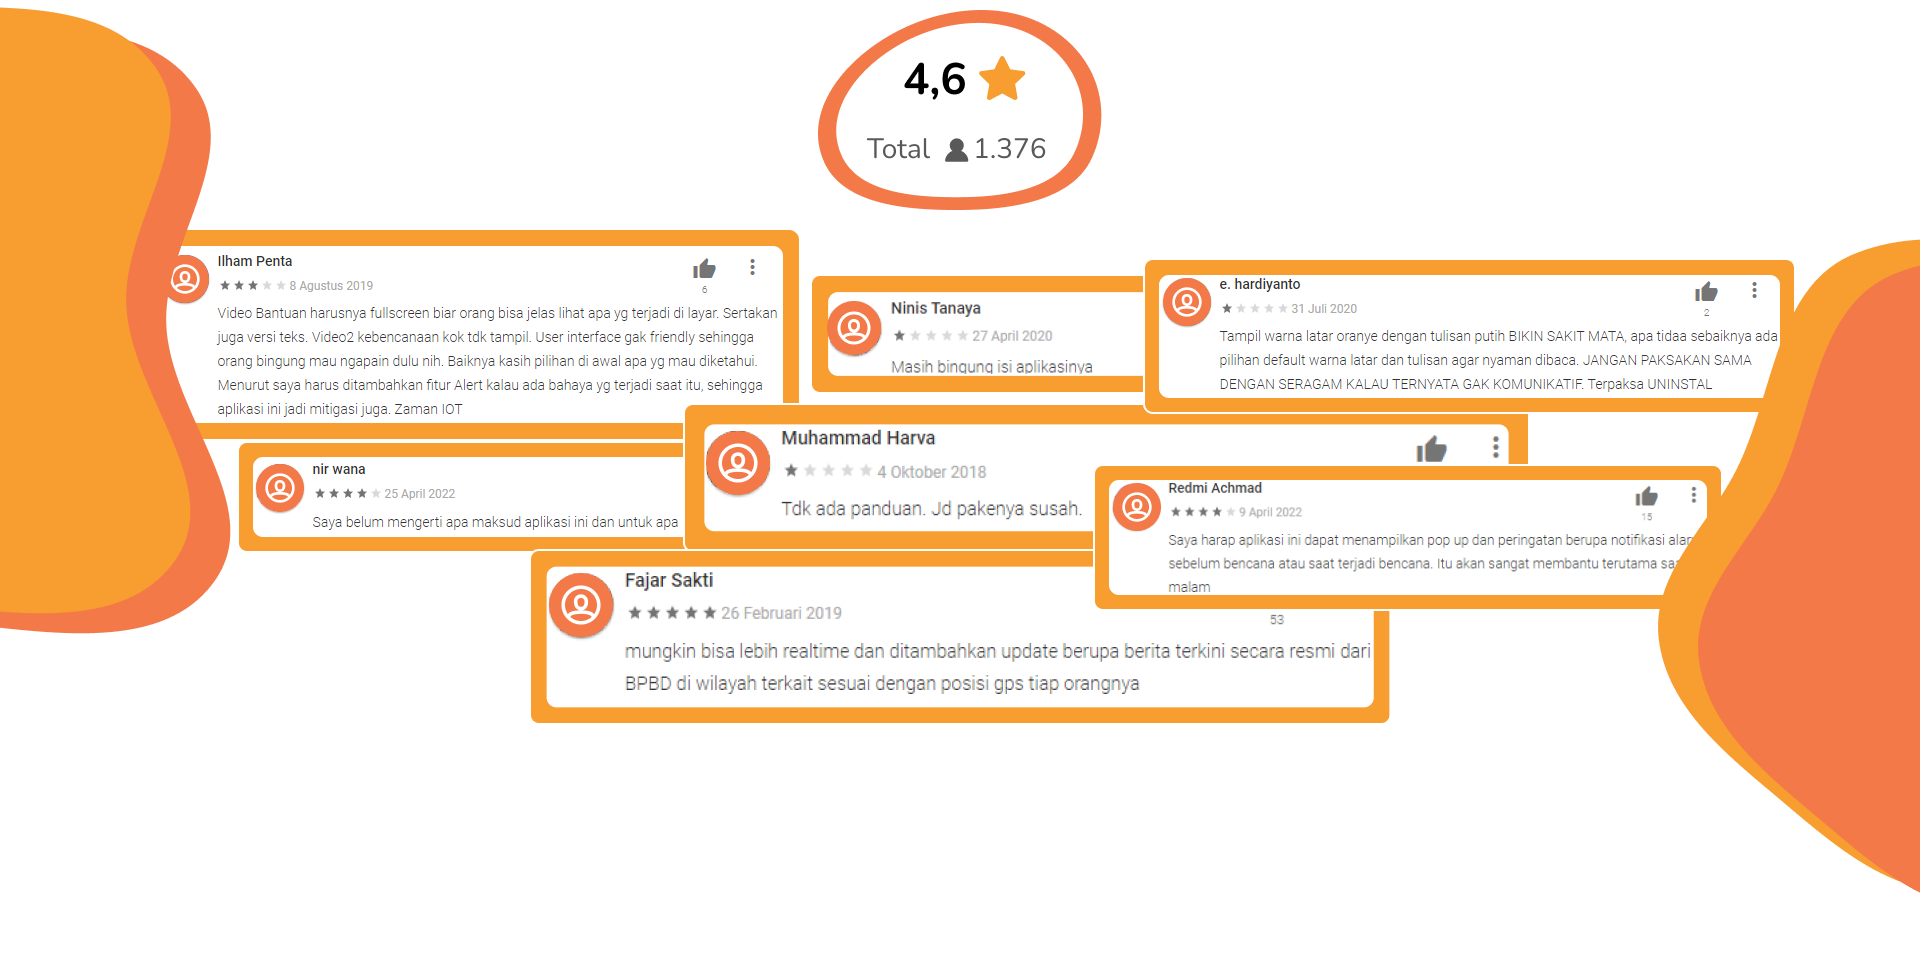 4,6
Total 1.376
Ilham Penta
8 Agustus 2019
6
Video Bantuan harusnya fullscreen biar orang bisa jelas lihat apa yg terjadi di layar. Sertakan
juga versi teks. Video2 kebencanaan kok tdk tampil. User interface gak friendly sehingga
orang bingung mau ngapain dulu nih. Baiknya kasih pilihan di awal apa yg mau diketahui.
Menurut saya harus ditambahkan fitur Alert kalau ada bahaya yg terjadi saat itu, sehingga
aplikasi ini jadi mitigasi juga. Zaman IOT
Ninis Tanaya
27 April 2020
Masih bingung isi aplikasinya
e. hardiyanto
31 Juli 2020
2
Tampil warna latar oranye dengan tulisan putih BIKIN SAKIT MATA, apa tidaa sebaiknya ada
pilihan default warna latar dan tulisan agar nyaman dibaca. JANGAN PAKSAKAN SAMA
DENGAN SERAGAM KALAU TERNYATA GAK KOMUNIKATIF. Terpaksa UNINSTAL
nir wana
25 April 2022
Saya belum mengerti apa maksud aplikasi ini dan untuk apa
Muhammad Harva
4 Oktober 2018
Tdk ada panduan. Jd pakenya susah.
Redmi Achmad
9 April 2022
15
Saya harap aplikasi ini dapat menampilkan pop up dan peringatan berupa notifikasi
sebelum bencana atau saat terjadi bencana. Itu akan sangat membantu terutama
malam
Fajar Sakti
26 Februari 2019
53
mungkin bisa lebih realtime dan ditambahkan update berupa berita terkini secara resmi dari
BPBD di wilayah terkait sesuai dengan posisi gps tiap orangnya